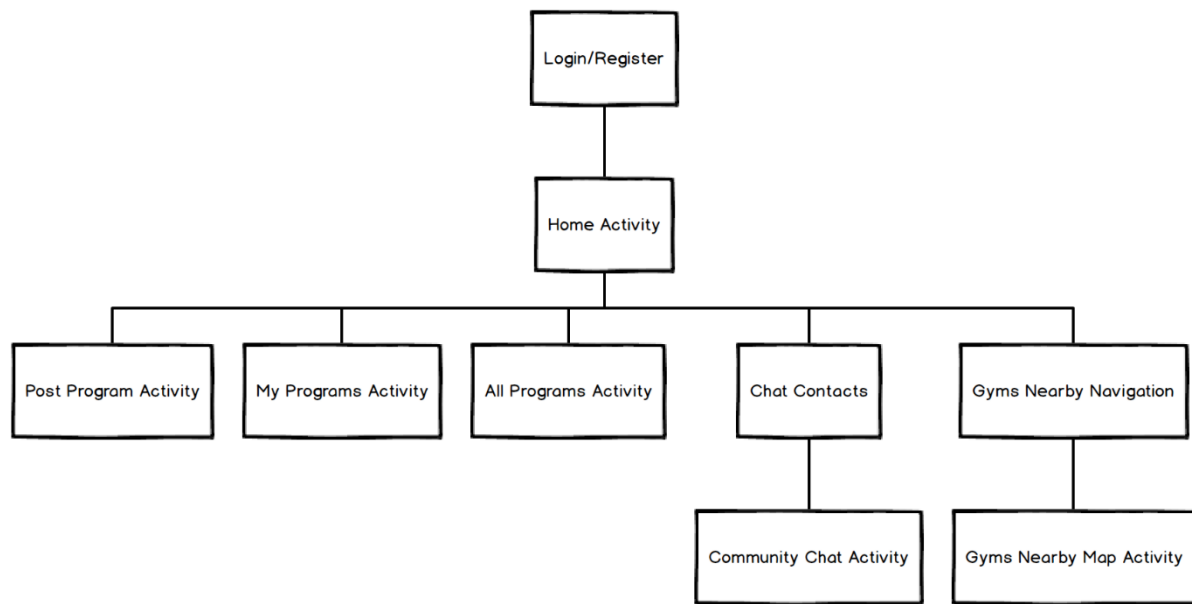 Login/Register
Home Activity
Post Program Activity
My Programs Activity
All Programs Activity
Chat Contacts
Gyms Nearby Navigation
Community Chat Activity
Gyms Nearby Map Activity